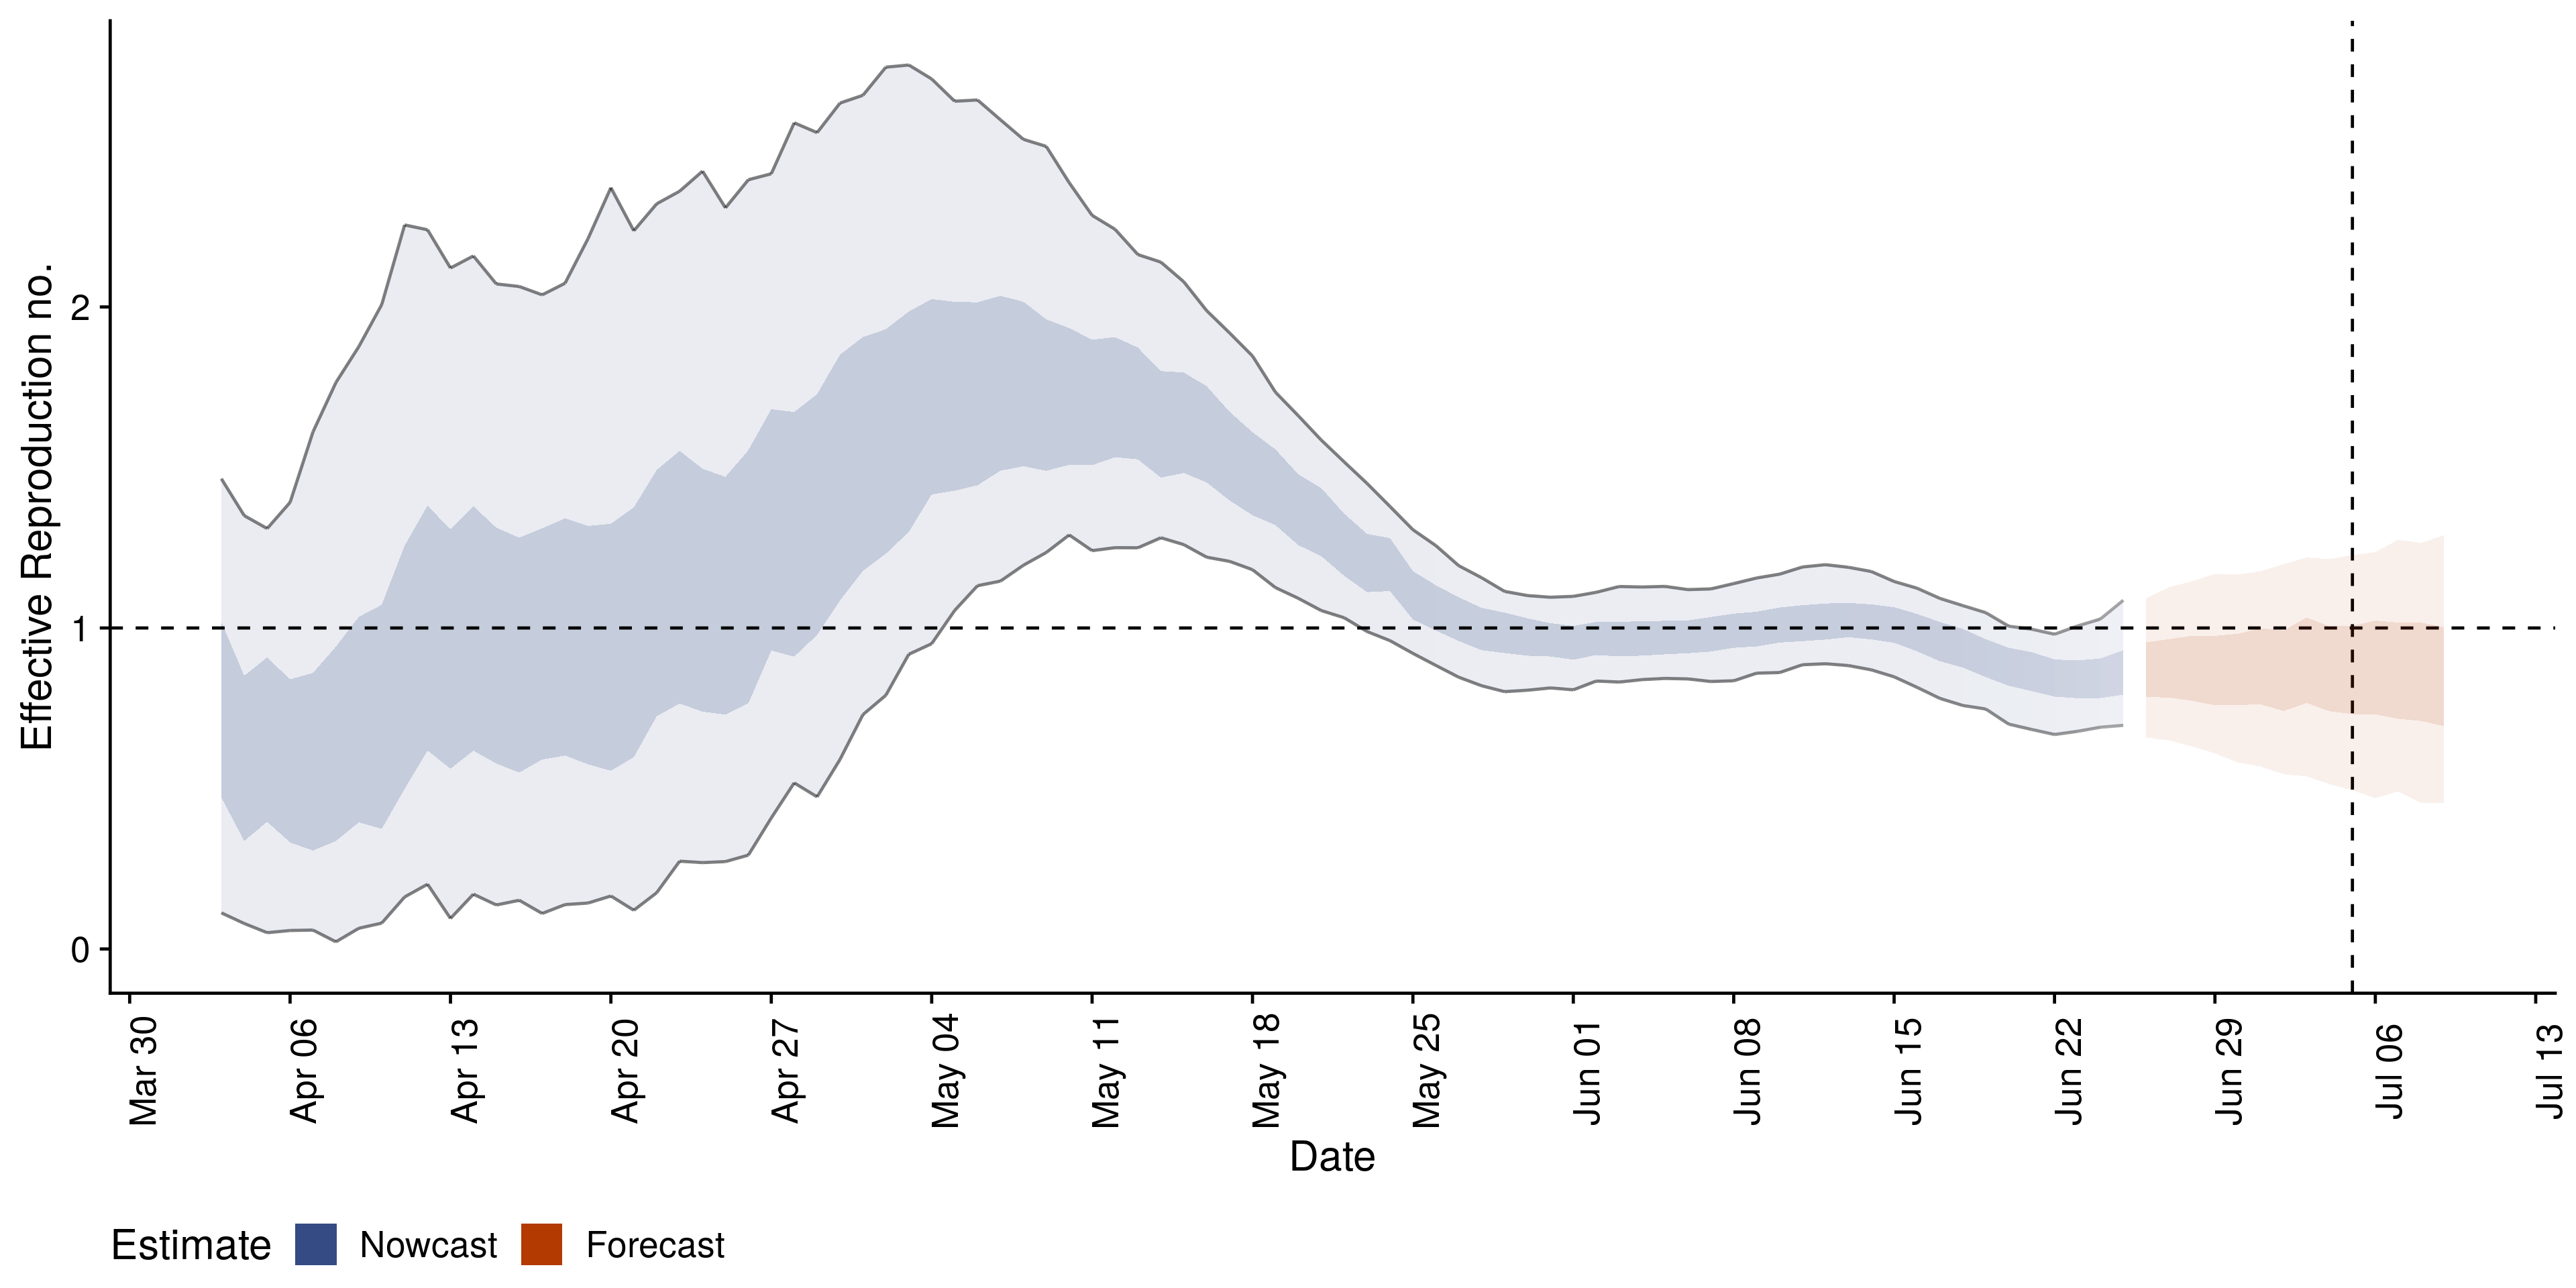 Effective Reproduction no.
2
1
0
Mar 30
Apr 06
Apr 13
Apr 20
Apr 27
May 04
May 11
May 18
May 25
Jun 01
Jun 08
Jun 15
Jun 22
Jun 29
Jul 06
Jul 13
Date
Estimate Nowcast Forecast